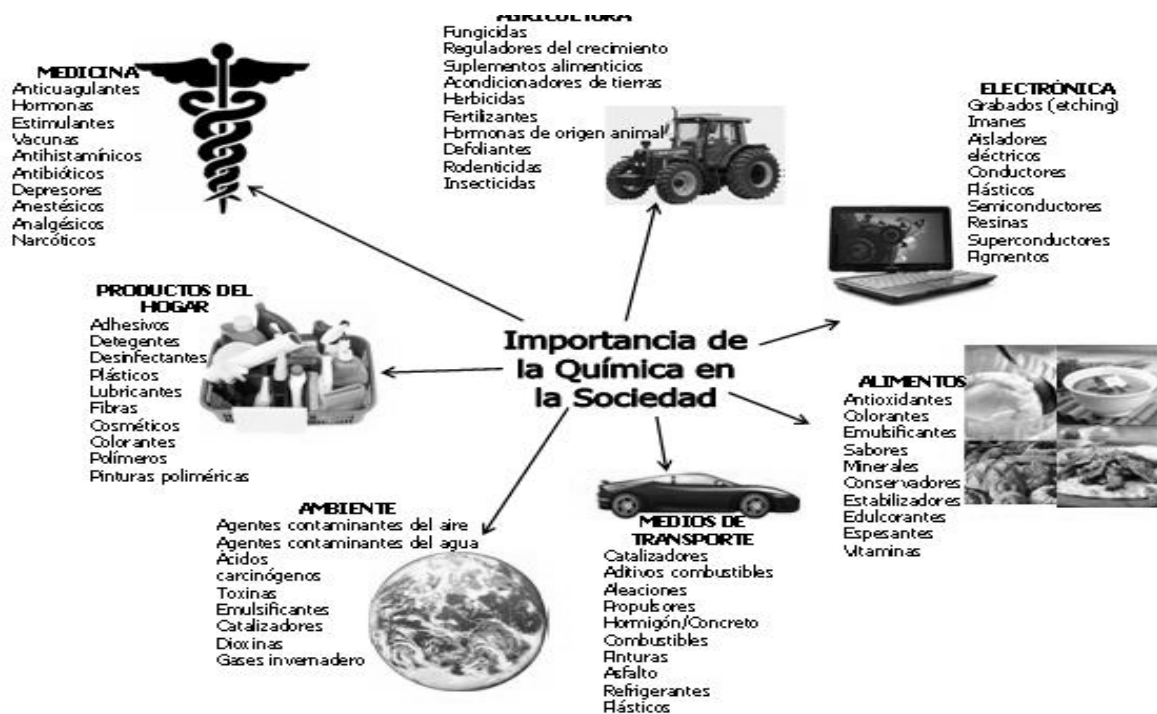 AGRICULTURA
Fungicidas
Reguladores del crecimiento
Suplementos alimenticios
Acondicionadores de tierras
Herbicidas
Fertilizantes
Hormonas de origen animal
Defoliantes
Rodenticidas
Insecticidas
MEDICINA
Anticuagulantes
Hormonas
Estimulantes
Vacunas
Antihistamínicos
Antibióticos
Depresores
Anestésicos
Analgésicos
Narcóticos
ELECTRÓNICA
Grabados (etching)
Imanes
Aisladores
eléctricos
Conductores
Plásticos
Semiconductores
Resinas
Superconductores
Pigmentos
PRODUCTOS DEL
HOGAR
Adhesivos
Detegentes
Desinfectantes
Plásticos
Lubricantes
Fibras
Cosméticos
Colorantes
Polímeros
Pinturas poliméricas
Importancia de
la Química en
la Sociedad
ALIMENTOS
Antioxidantes
Colorantes
Emulsificantes
Sabores
Minerales
Conservadores
Estabilizadores
Edulcorantes
Espesantes
Vitaminas
AMBIENTE
Agentes contaminantes del aire
Agentes contaminantes del agua
Ácidos
carcinógenos
Toxinas
Emulsificantes
Catalizadores
Dioxinas
Gases invernadero
MEDIOS DE
TRANSPORTE
Catalizadores
Aditivos combustibles
Aleaciones
Propulsores
Hormigón/Concreto
Combustibles
Pinturas
Asfalto
Refrigerantes
Plásticos